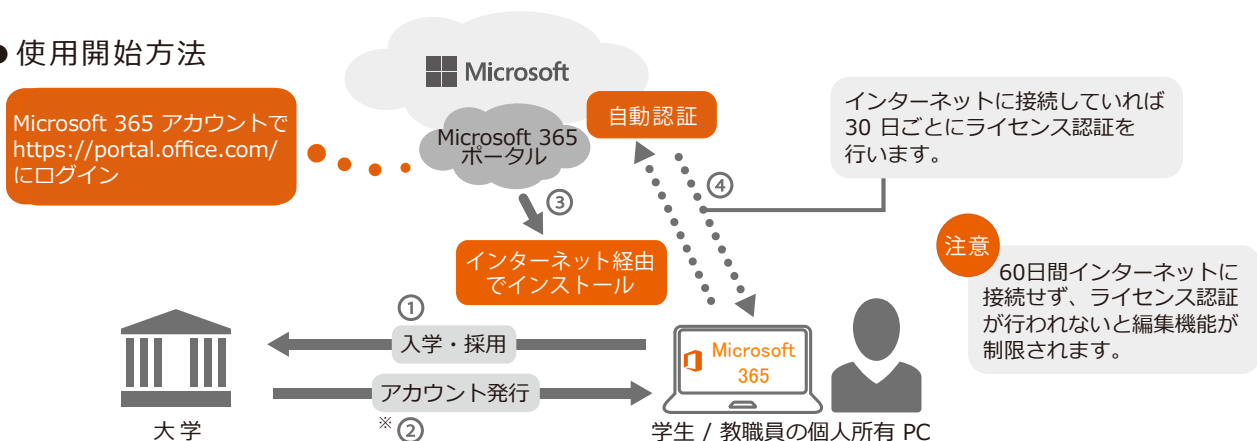 ●使用開始方法
Microsoft
Microsoft 365 アカウントで
https://portal.office.com/
にログイン
Microsoft 365
ポータル
自動認証
インターネットに接続していれば
30 日ごとにライセンス認証を
行います。
④
③
インターネット経由
でインストール
注意
60日間インターネットに
接続せず、ライセンス認証
が行われないと編集機能が
制限されます。
①
入学・採用
Microsoft
365
アカウント発行
※②
大学
学生 / 教職員の個人所有 PC